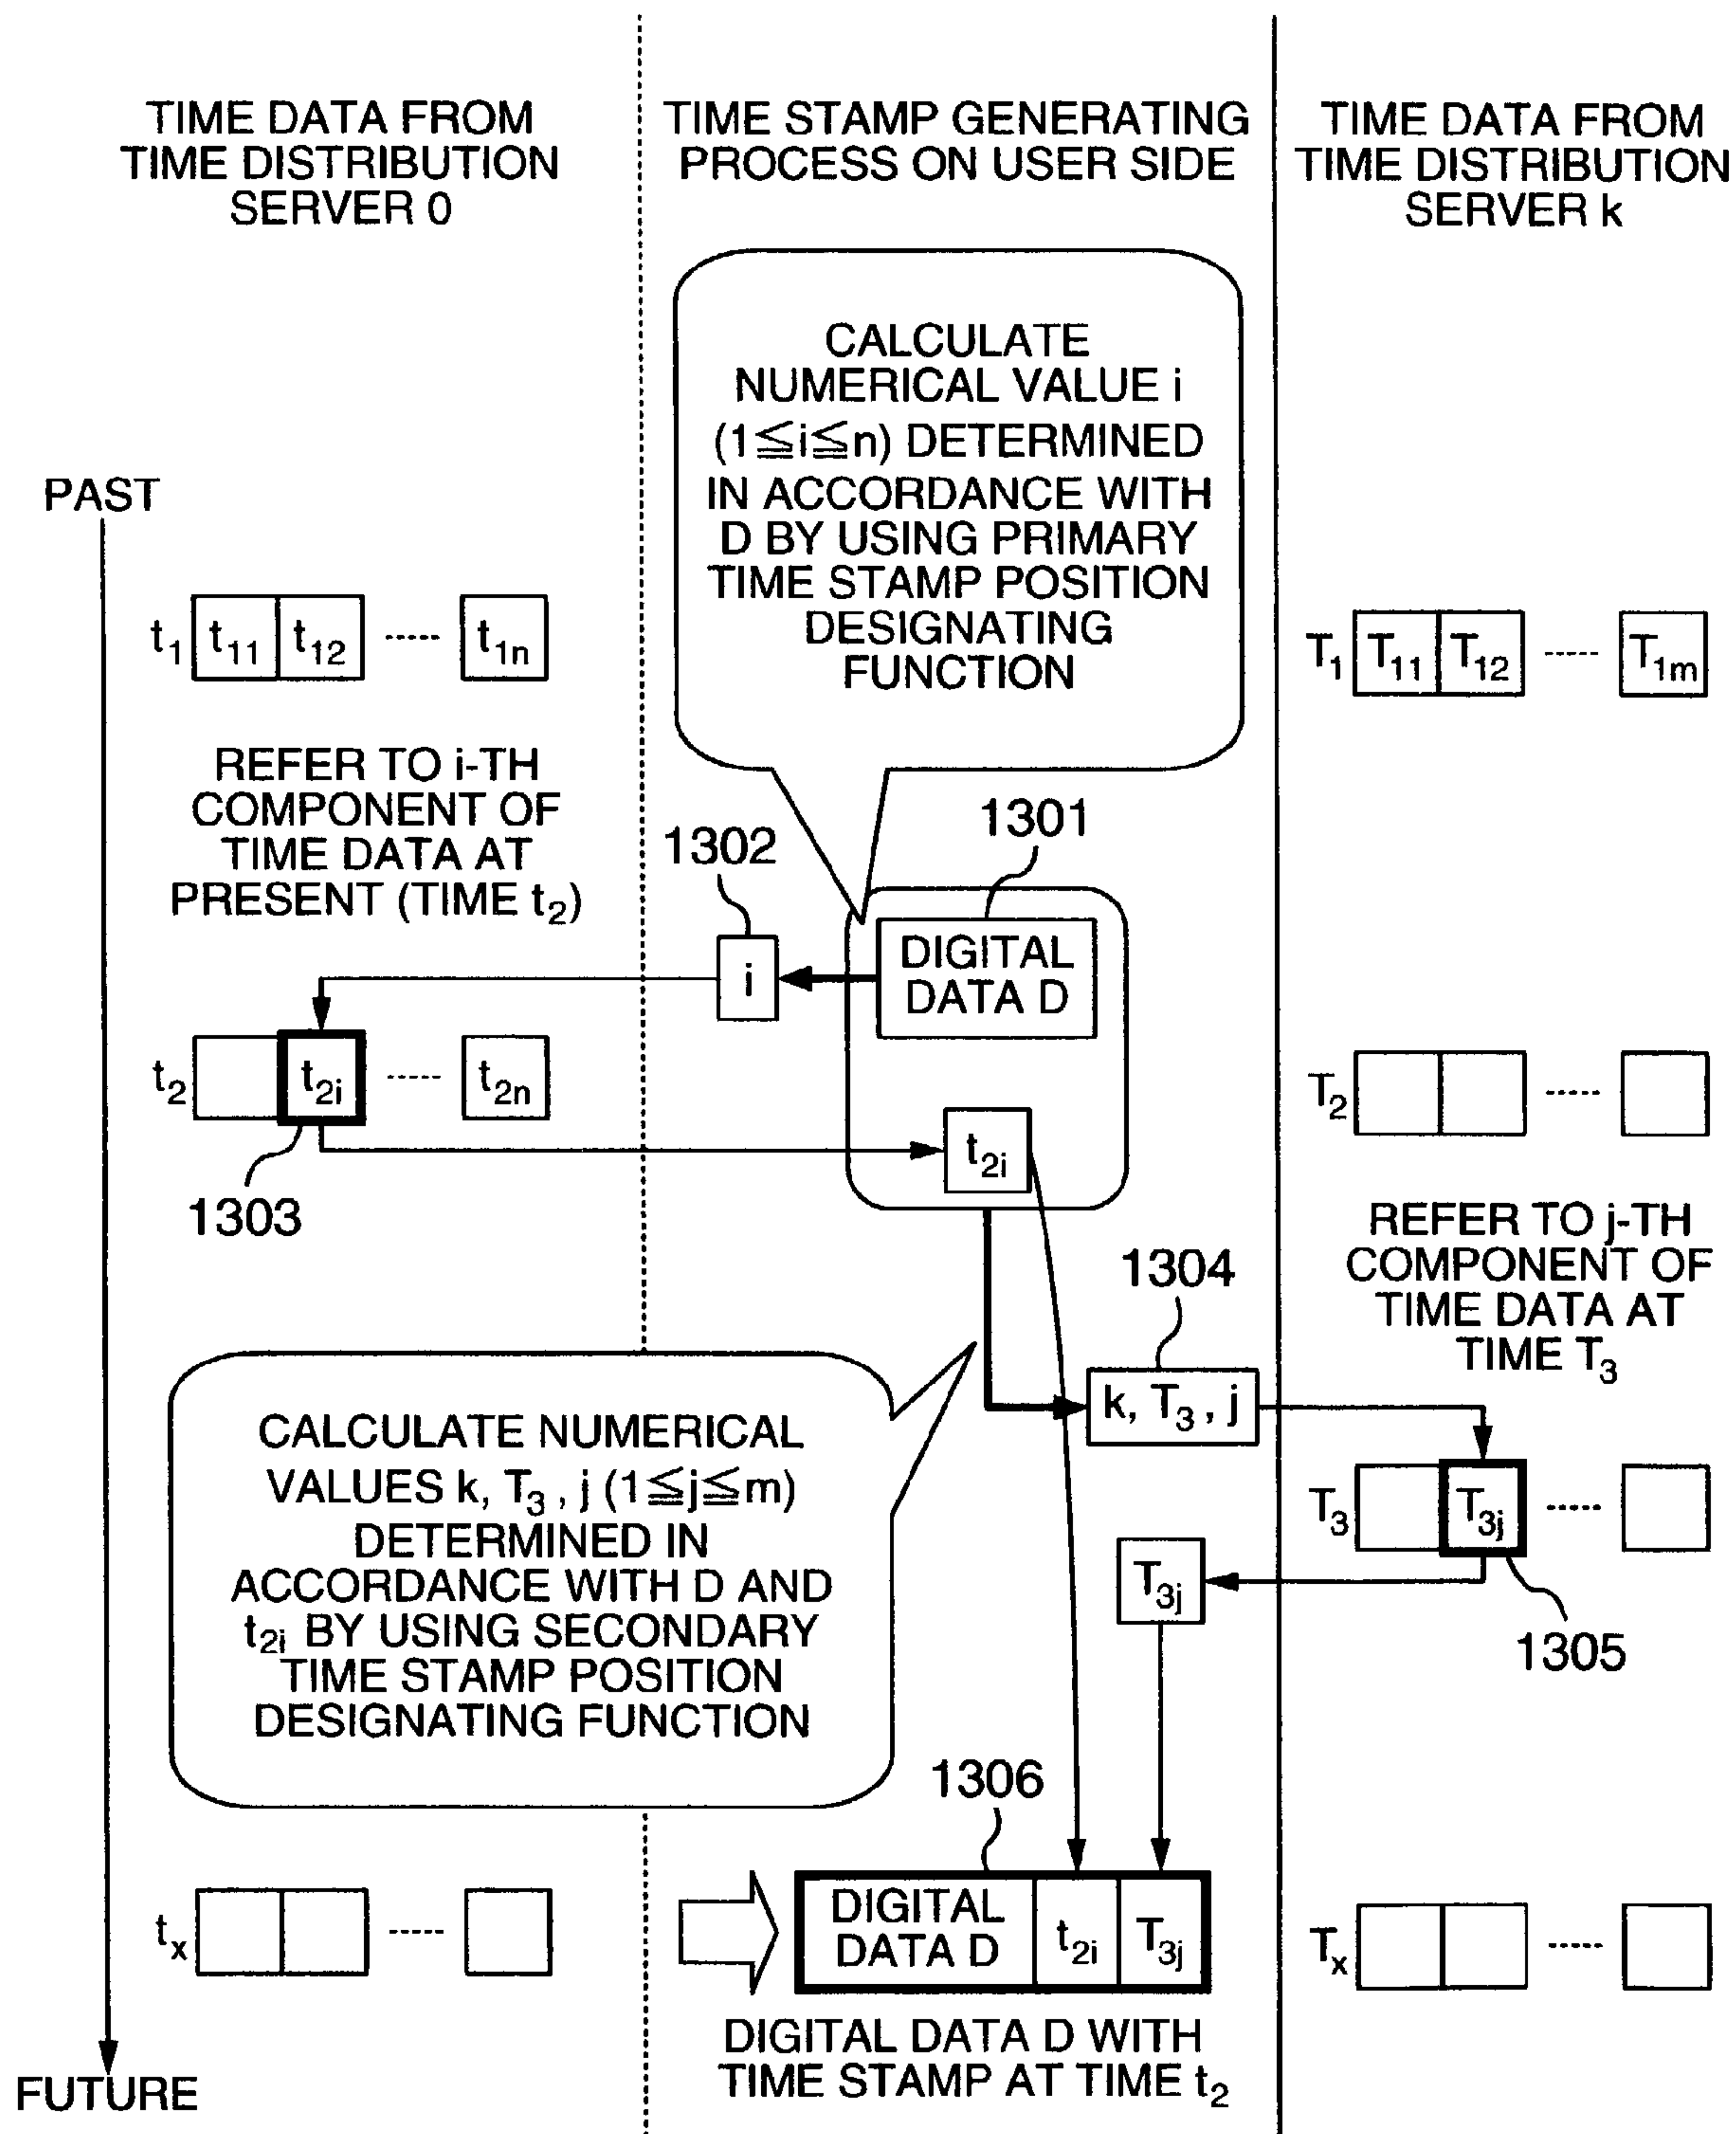 TIME DATA FROM
TIME DISTRIBUTION
SERVER 0
TIME STAMP GENERATING
PROCESS ON USER SIDE
TIME DATA FROM
TIME DISTRIBUTION
SERVER k
CALCULATE
NUMERICAL VALUE i
(1≦i≦n) DETERMINED
IN ACCORDANCE WITH
D BY USING PRIMARY
TIME STAMP POSITION
DESIGNATING
FUNCTION
PAST
t₁ t₁₁ t₁₂ ----- t₁ₙ
T₁ T₁₁ T₁₂ ----- T₁ₘ
REFER TO i-TH
COMPONENT OF
TIME DATA AT
PRESENT (TIME t₂)
1302
1301
i
DIGITAL
DATA D
t₂ t₂ᵢ ----- t₂ₙ
T₂ -----
1303
t₂ᵢ
REFER TO j-TH
COMPONENT OF
TIME DATA AT
TIME T₃
1304
k, T₃ , j
CALCULATE NUMERICAL
VALUES k, T₃ , j (1≦j≦m)
DETERMINED IN
ACCORDANCE WITH D AND
t₂ᵢ BY USING SECONDARY
TIME STAMP POSITION
DESIGNATING FUNCTION
T₃ T₃ⱼ -----
T₃ⱼ
1305
1306
tₓ -----
DIGITAL
DATA D
t₂ᵢ T₃ⱼ
Tₓ -----
DIGITAL DATA D WITH
TIME STAMP AT TIME t₂
FUTURE